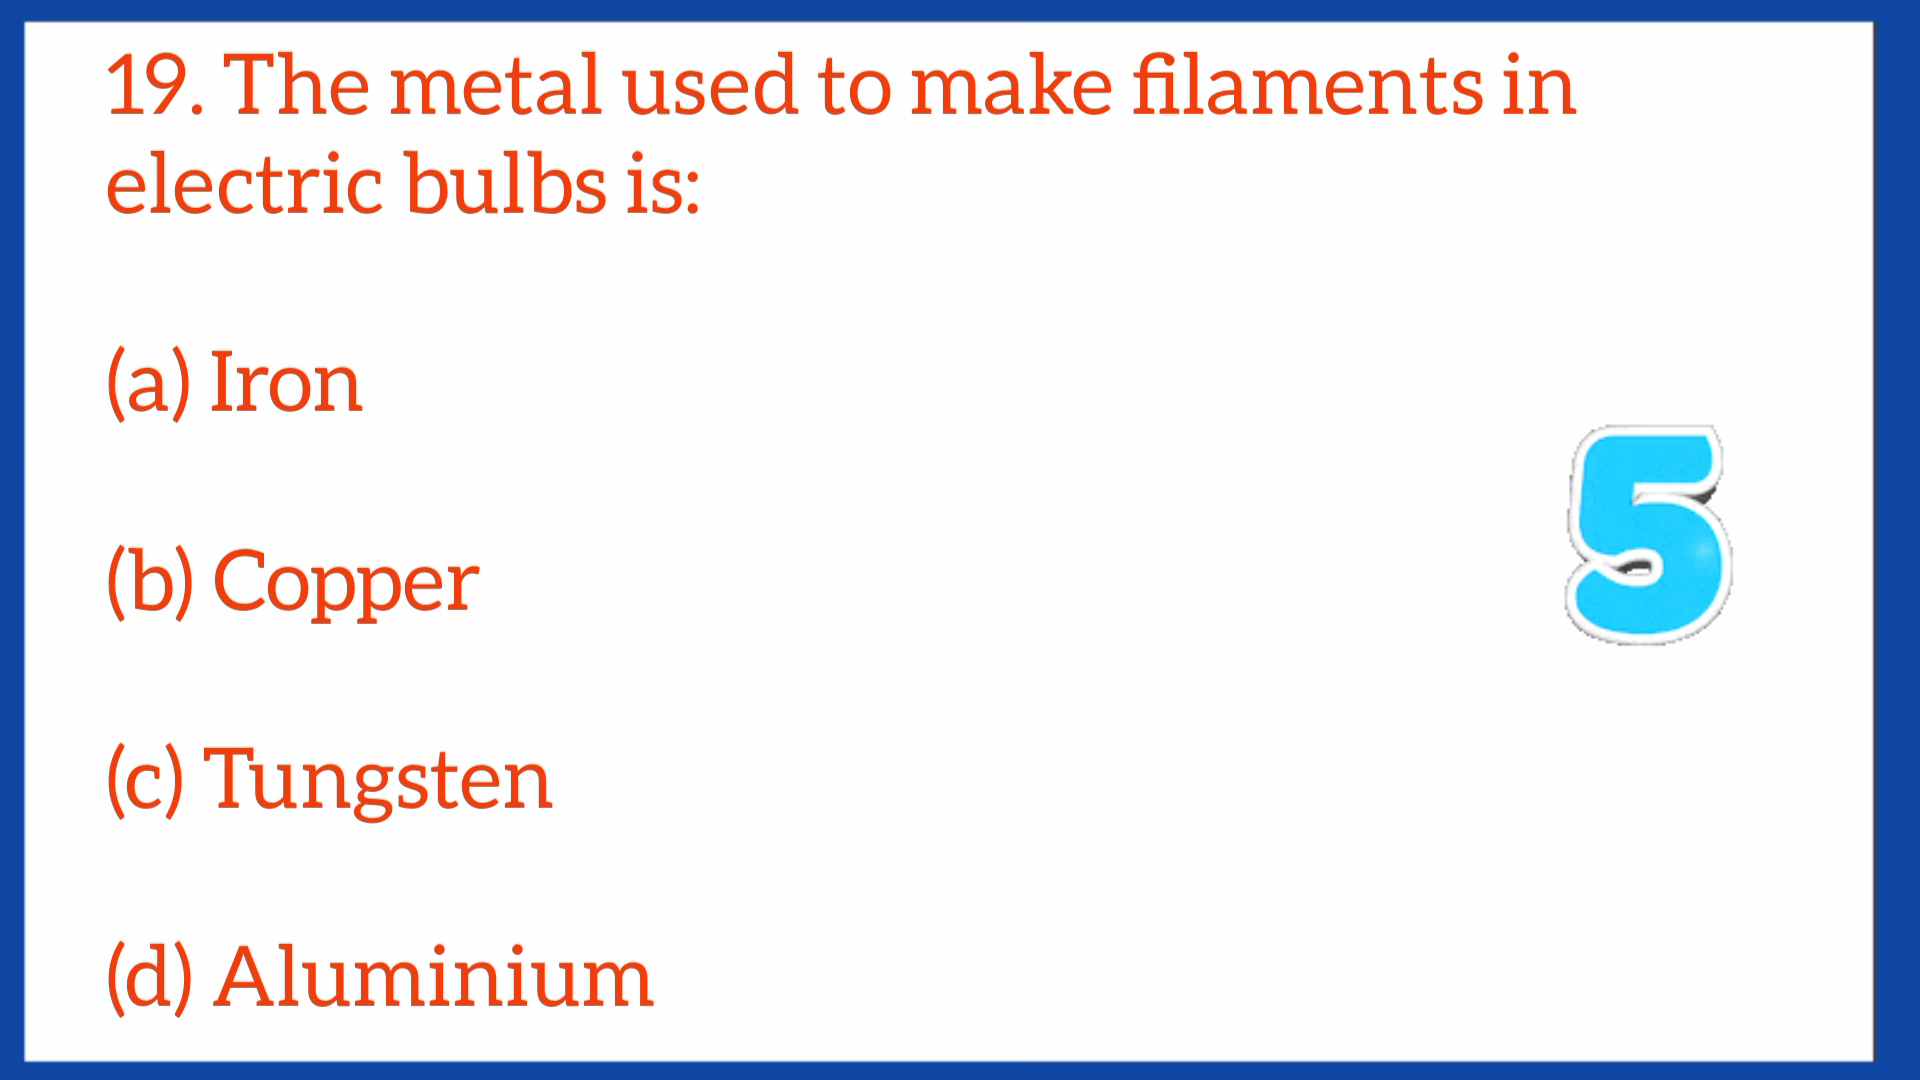 19. The metal used to make filaments in
electric bulbs is:
(a) Iron
(b) Copper
5
(c) Tungsten
(d) Aluminium